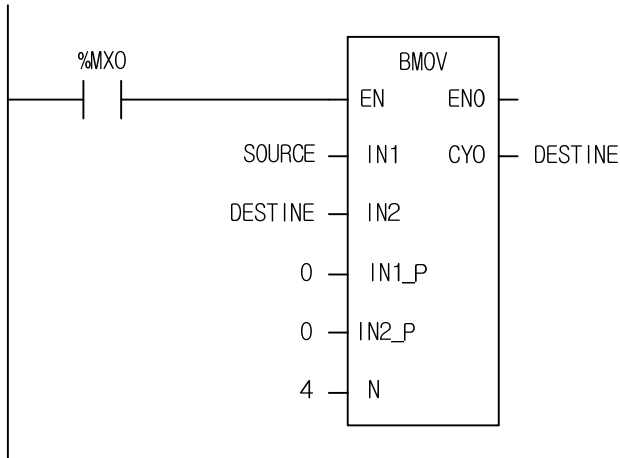 %MX0
BMOV
EN ENO
SOURCE IN1 CYO DESTINE
DESTINE IN2
0 IN1_P
0 IN2_P
4 N